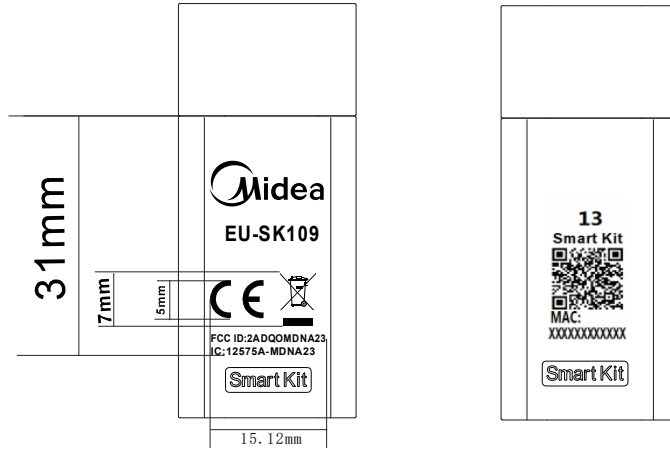 Midea
EU-SK109
31mm
7mm
5mm
CE
FCC ID:2ADQOMDNA23
IC:12575A-MDNA23
Smart Kit
15.12mm
13
Smart Kit
MAC:
XXXXXXXXXXXX
Smart Kit